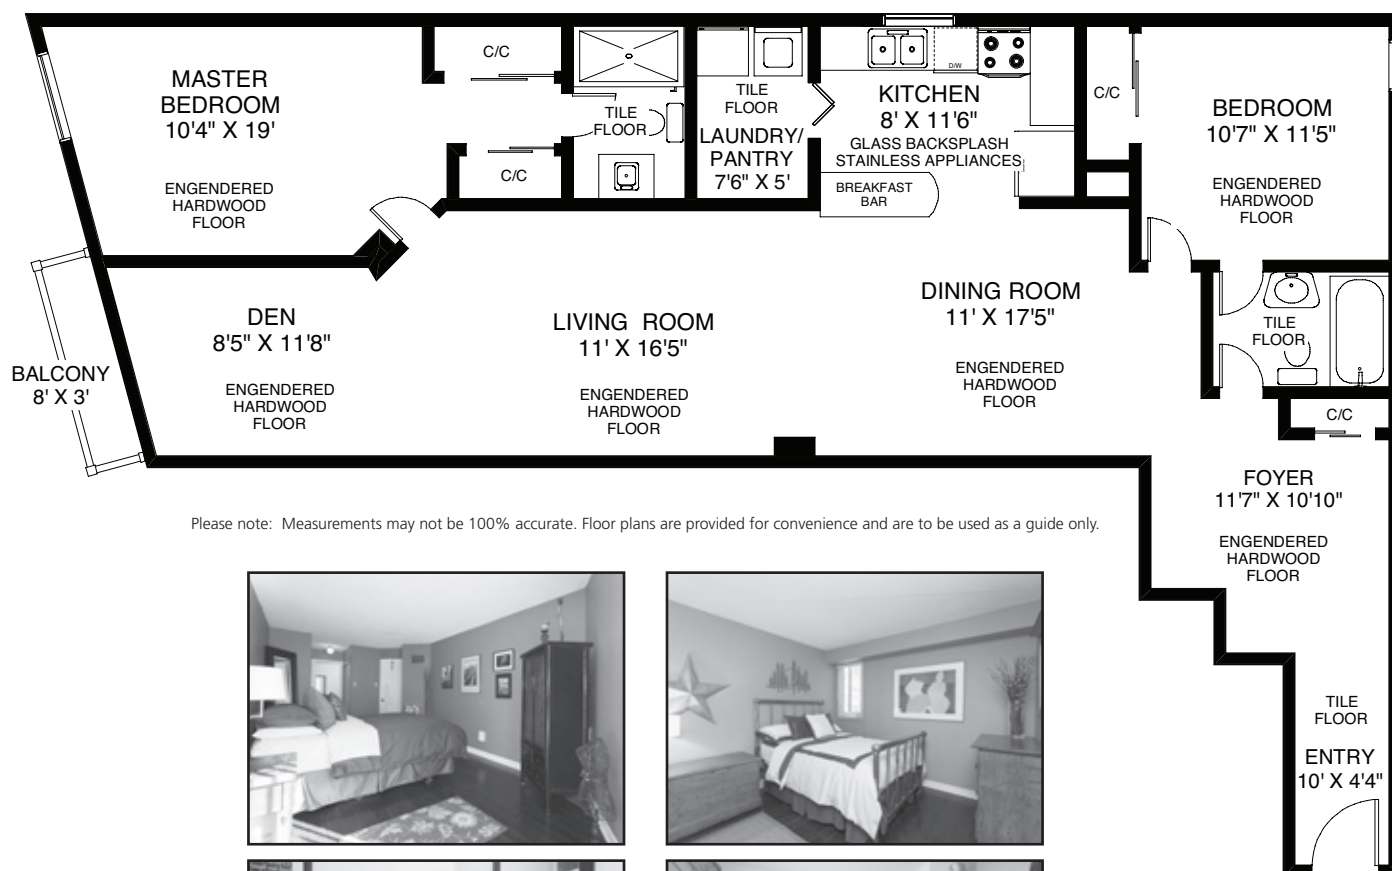 MASTER
BEDROOM
10'4" X 19'
ENGENDERED
HARDWOOD
FLOOR
C/C
C/C
TILE
FLOOR
TILE
FLOOR
LAUNDRY/
PANTRY
7'6" X 5'
D/W
KITCHEN
8' X 11'6"
GLASS BACKSPLASH
STAINLESS APPLIANCES
BREAKFAST
BAR
C/C
BEDROOM
10'7" X 11'5"
ENGENDERED
HARDWOOD
FLOOR
BALCONY
8' X 3'
DEN
8'5" X 11'8"
ENGENDERED
HARDWOOD
FLOOR
LIVING ROOM
11' X 16'5"
ENGENDERED
HARDWOOD
FLOOR
DINING ROOM
11' X 17'5"
ENGENDERED
HARDWOOD
FLOOR
TILE
FLOOR
C/C
FOYER
11'7" X 10'10"
ENGENDERED
HARDWOOD
FLOOR
TILE
FLOOR
ENTRY
10' X 4'4"
Please note: Measurements may not be 100% accurate. Floor plans are provided for convenience and are to be used as a guide only.